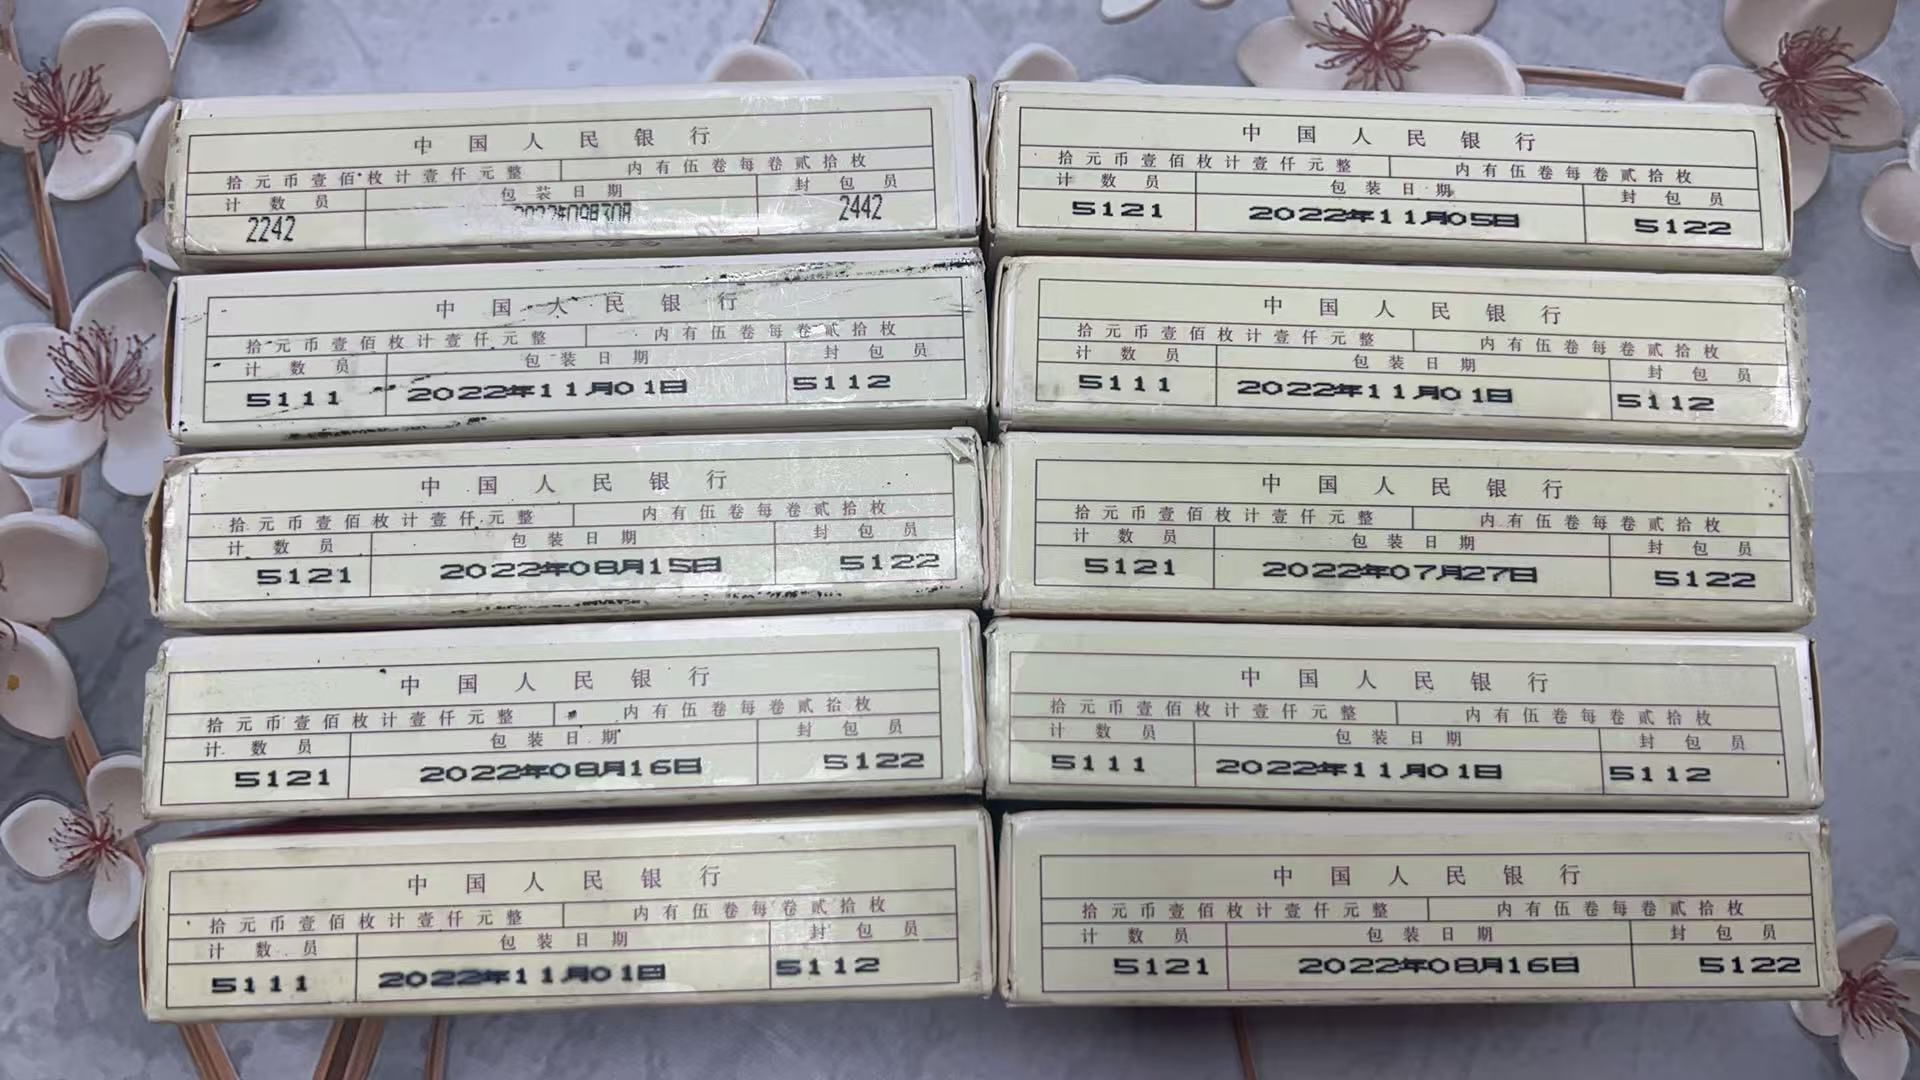 中国人民银行
拾元币壹佰枚计壹仟元整 内有伍卷每卷贰拾枚
计数员 包装日期 封包员
2242 2022年09月30日 2442
中国人民银行
拾元币壹佰枚计壹仟元整 内有伍卷每卷贰拾枚
计数员 包装日期 封包员
5121 2022年11月05日 5122
中国人民银行
拾元币壹佰枚计壹仟元整 内有伍卷每卷贰拾枚
计数员 包装日期 封包员
5111 2022年11月01日 5112
中国人民银行
拾元币壹佰枚计壹仟元整 内有伍卷每卷贰拾枚
计数员 包装日期 封包员
5111 2022年11月01日 5112
中国人民银行
拾元币壹佰枚计壹仟元整 内有伍卷每卷贰拾枚
计数员 包装日期 封包员
5121 2022年08月15日 5122
中国人民银行
拾元币壹佰枚计壹仟元整 内有伍卷每卷贰拾枚
计数员 包装日期 封包员
5121 2022年07月27日 5122
中国人民银行
拾元币壹佰枚计壹仟元整 内有伍卷每卷贰拾枚
计数员 包装日期 封包员
5121 2022年08月16日 5122
中国人民银行
拾元币壹佰枚计壹仟元整 内有伍卷每卷贰拾枚
计数员 包装日期 封包员
5111 2022年11月01日 5112
中国人民银行
拾元币壹佰枚计壹仟元整 内有伍卷每卷贰拾枚
计数员 包装日期 封包员
5111 2022年11月01日 5112
中国人民银行
拾元币壹佰枚计壹仟元整 内有伍卷每卷贰拾枚
计数员 包装日期 封包员
5121 2022年08月16日 5122